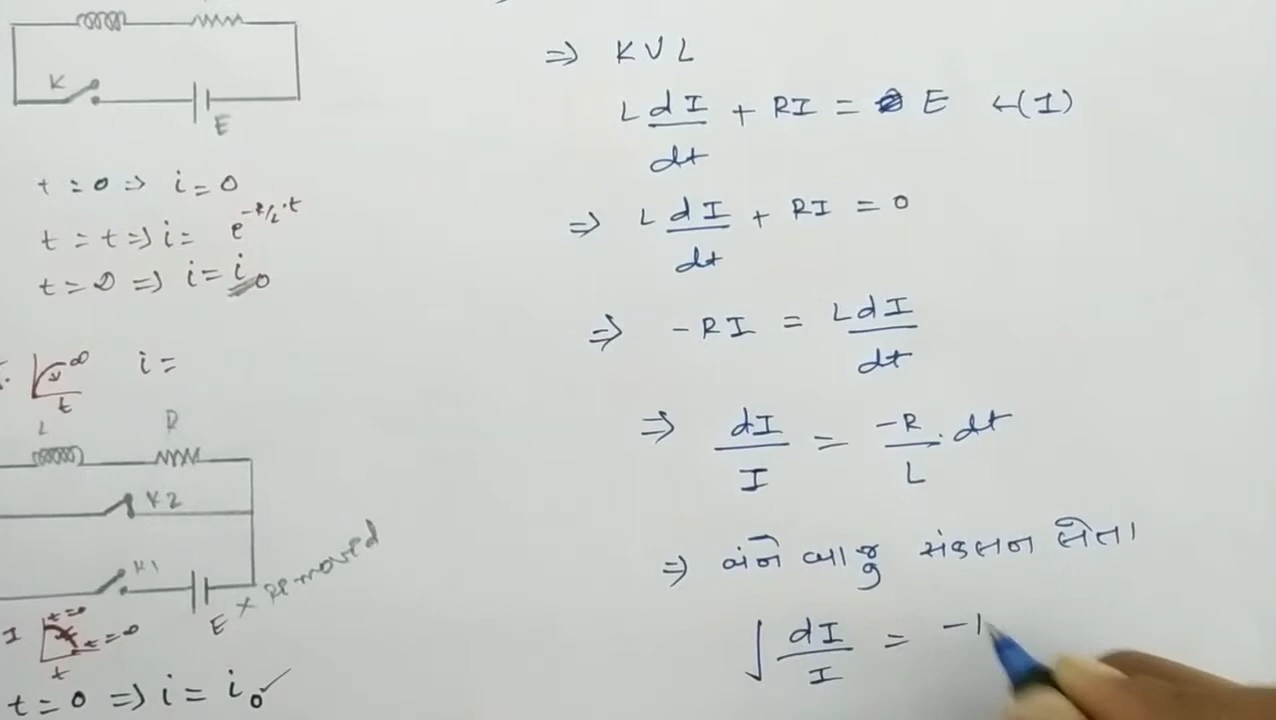 K
E
t = 0 ⇒ i = 0
t = t ⇒ i = e^{-R/L·t}
t = ∞ ⇒ i = i₀
∞
t
i =
L R
K2
K1
E × removed
I t=0
t=∞
t
t = 0 ⇒ i = i₀ ✓
⇒ KVL
L dI/dt + RI = E ←(1)
⇒ L dI/dt + RI = 0
⇒ -RI = L dI/dt
⇒ dI/I = -R/L · dt
⇒ બંને બાજુ સંકલન લેતા
∫ dI/I = -